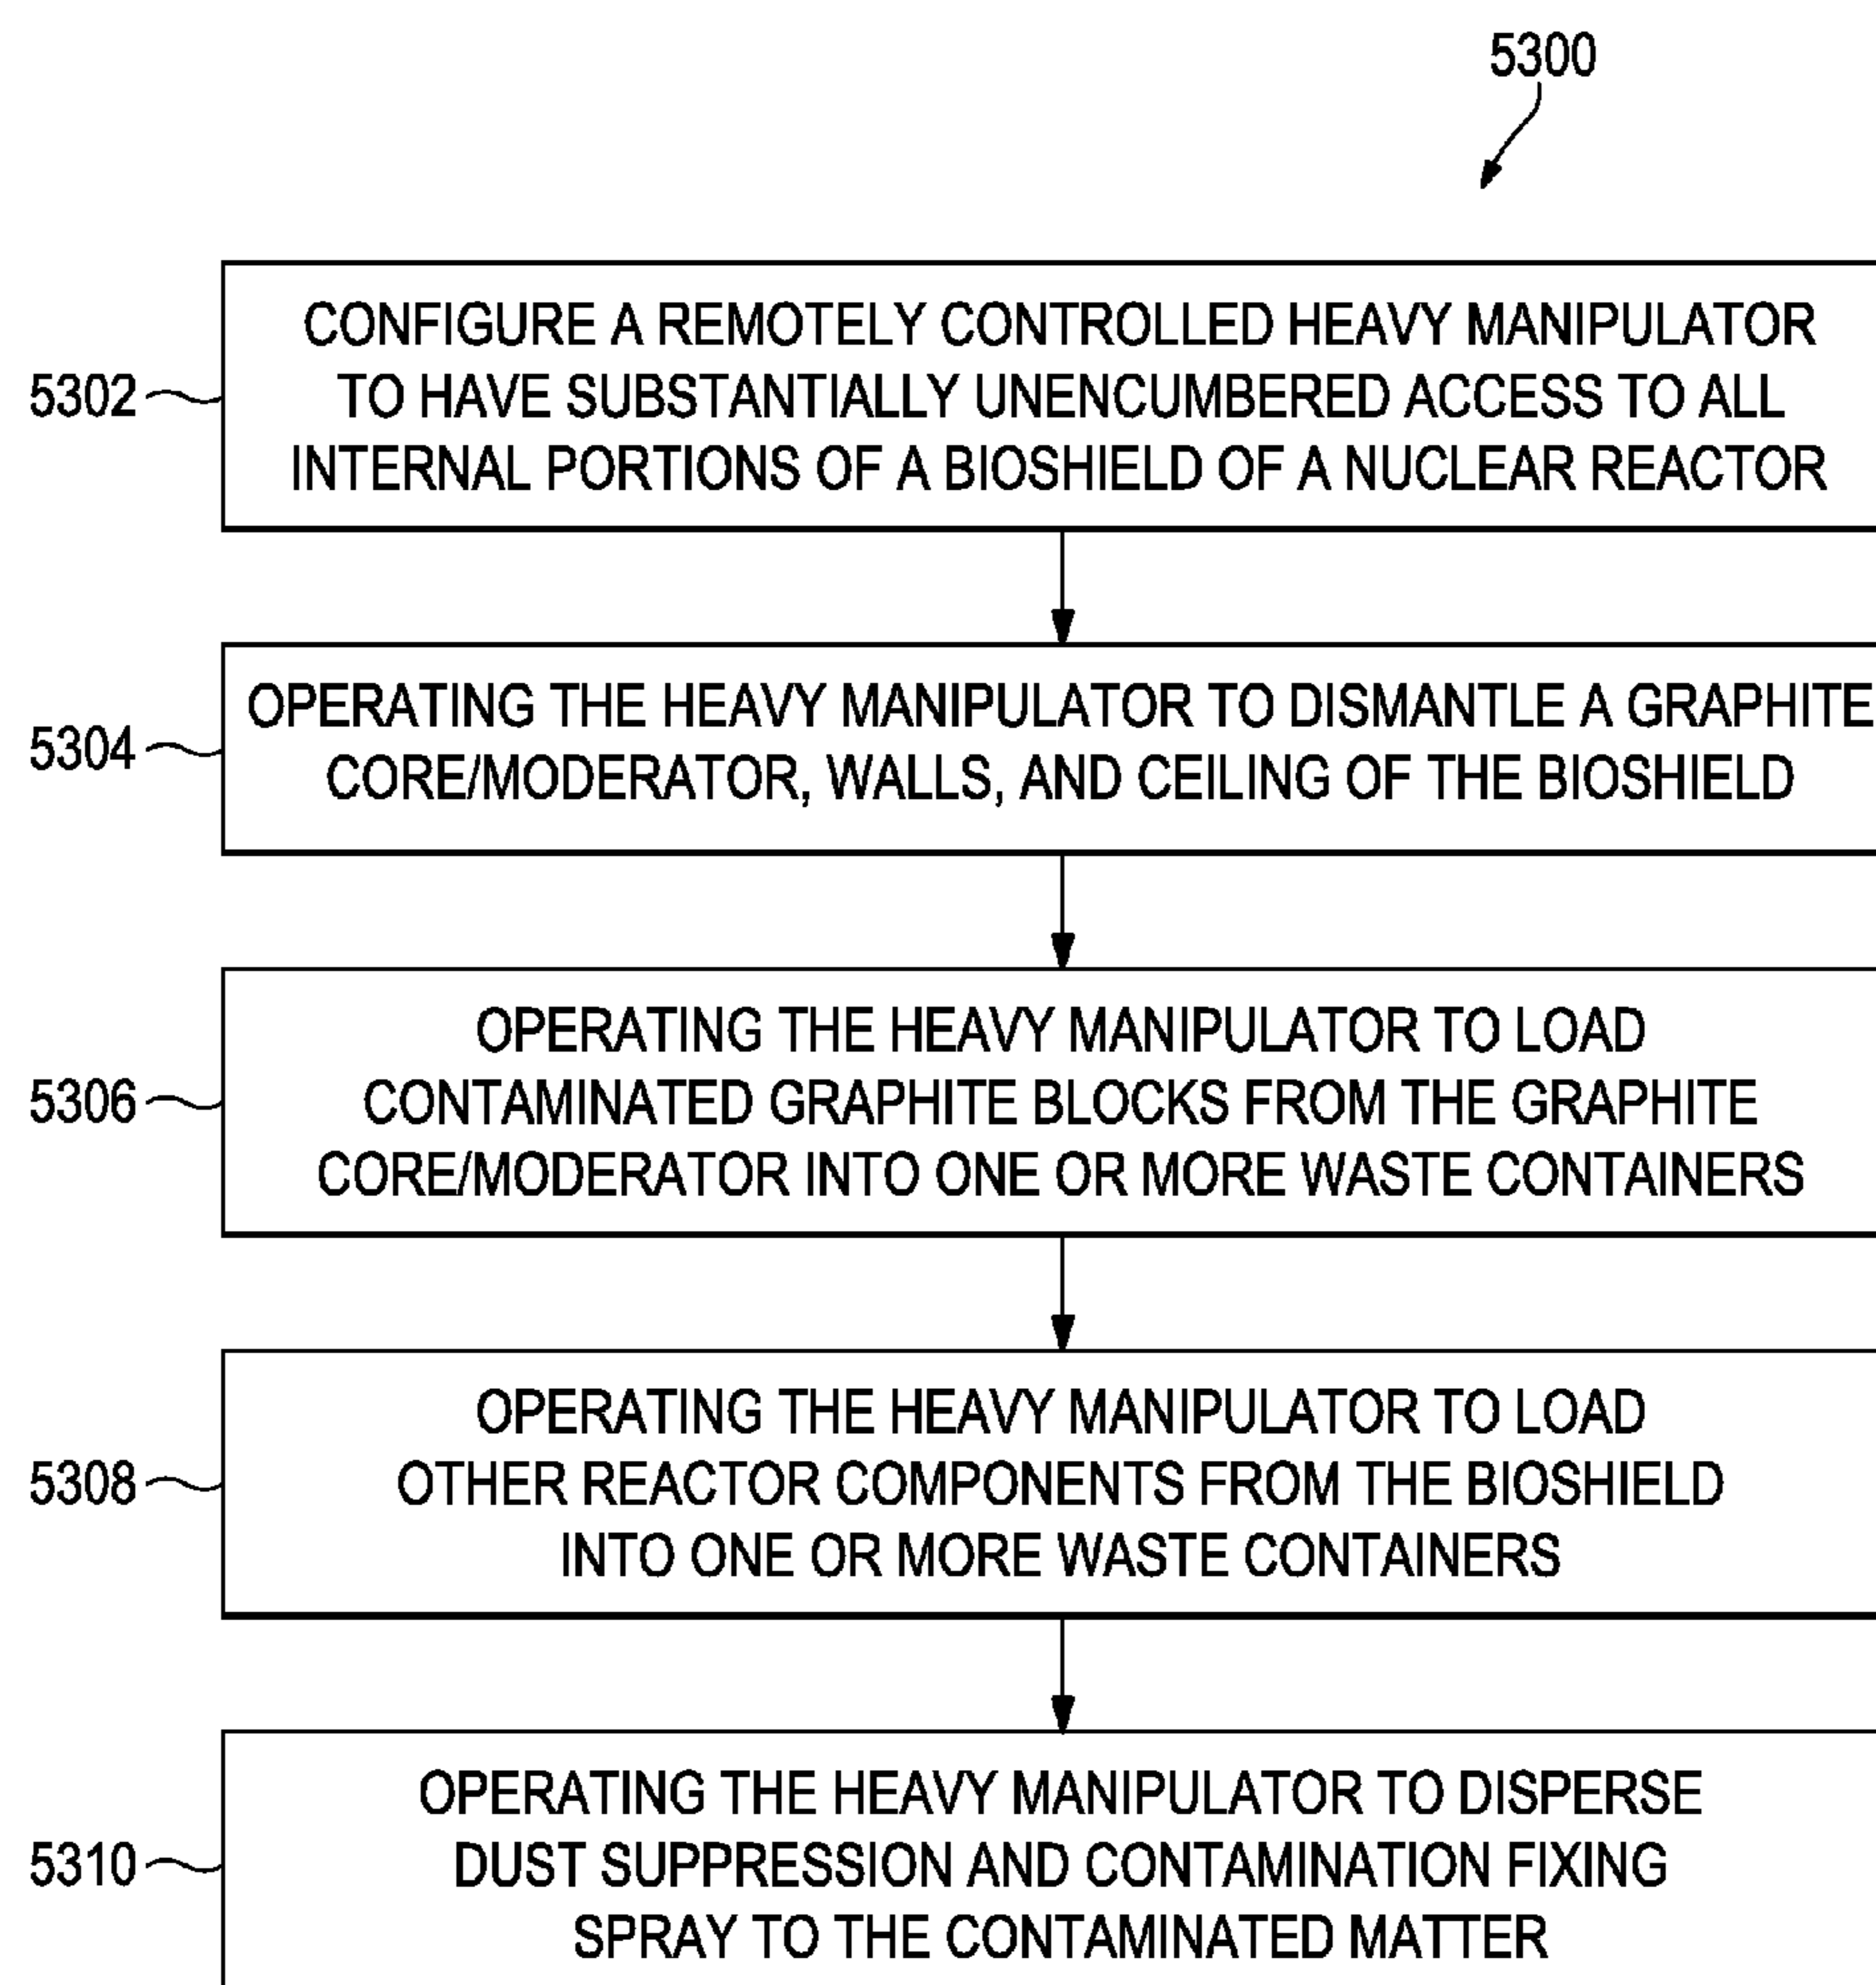 5300
5302
CONFIGURE A REMOTELY CONTROLLED HEAVY MANIPULATOR
TO HAVE SUBSTANTIALLY UNENCUMBERED ACCESS TO ALL
INTERNAL PORTIONS OF A BIOSHIELD OF A NUCLEAR REACTOR
5304
OPERATING THE HEAVY MANIPULATOR TO DISMANTLE A GRAPHITE
CORE/MODERATOR, WALLS, AND CEILING OF THE BIOSHIELD
5306
OPERATING THE HEAVY MANIPULATOR TO LOAD
CONTAMINATED GRAPHITE BLOCKS FROM THE GRAPHITE
CORE/MODERATOR INTO ONE OR MORE WASTE CONTAINERS
5308
OPERATING THE HEAVY MANIPULATOR TO LOAD
OTHER REACTOR COMPONENTS FROM THE BIOSHIELD
INTO ONE OR MORE WASTE CONTAINERS
5310
OPERATING THE HEAVY MANIPULATOR TO DISPERSE
DUST SUPPRESSION AND CONTAMINATION FIXING
SPRAY TO THE CONTAMINATED MATTER